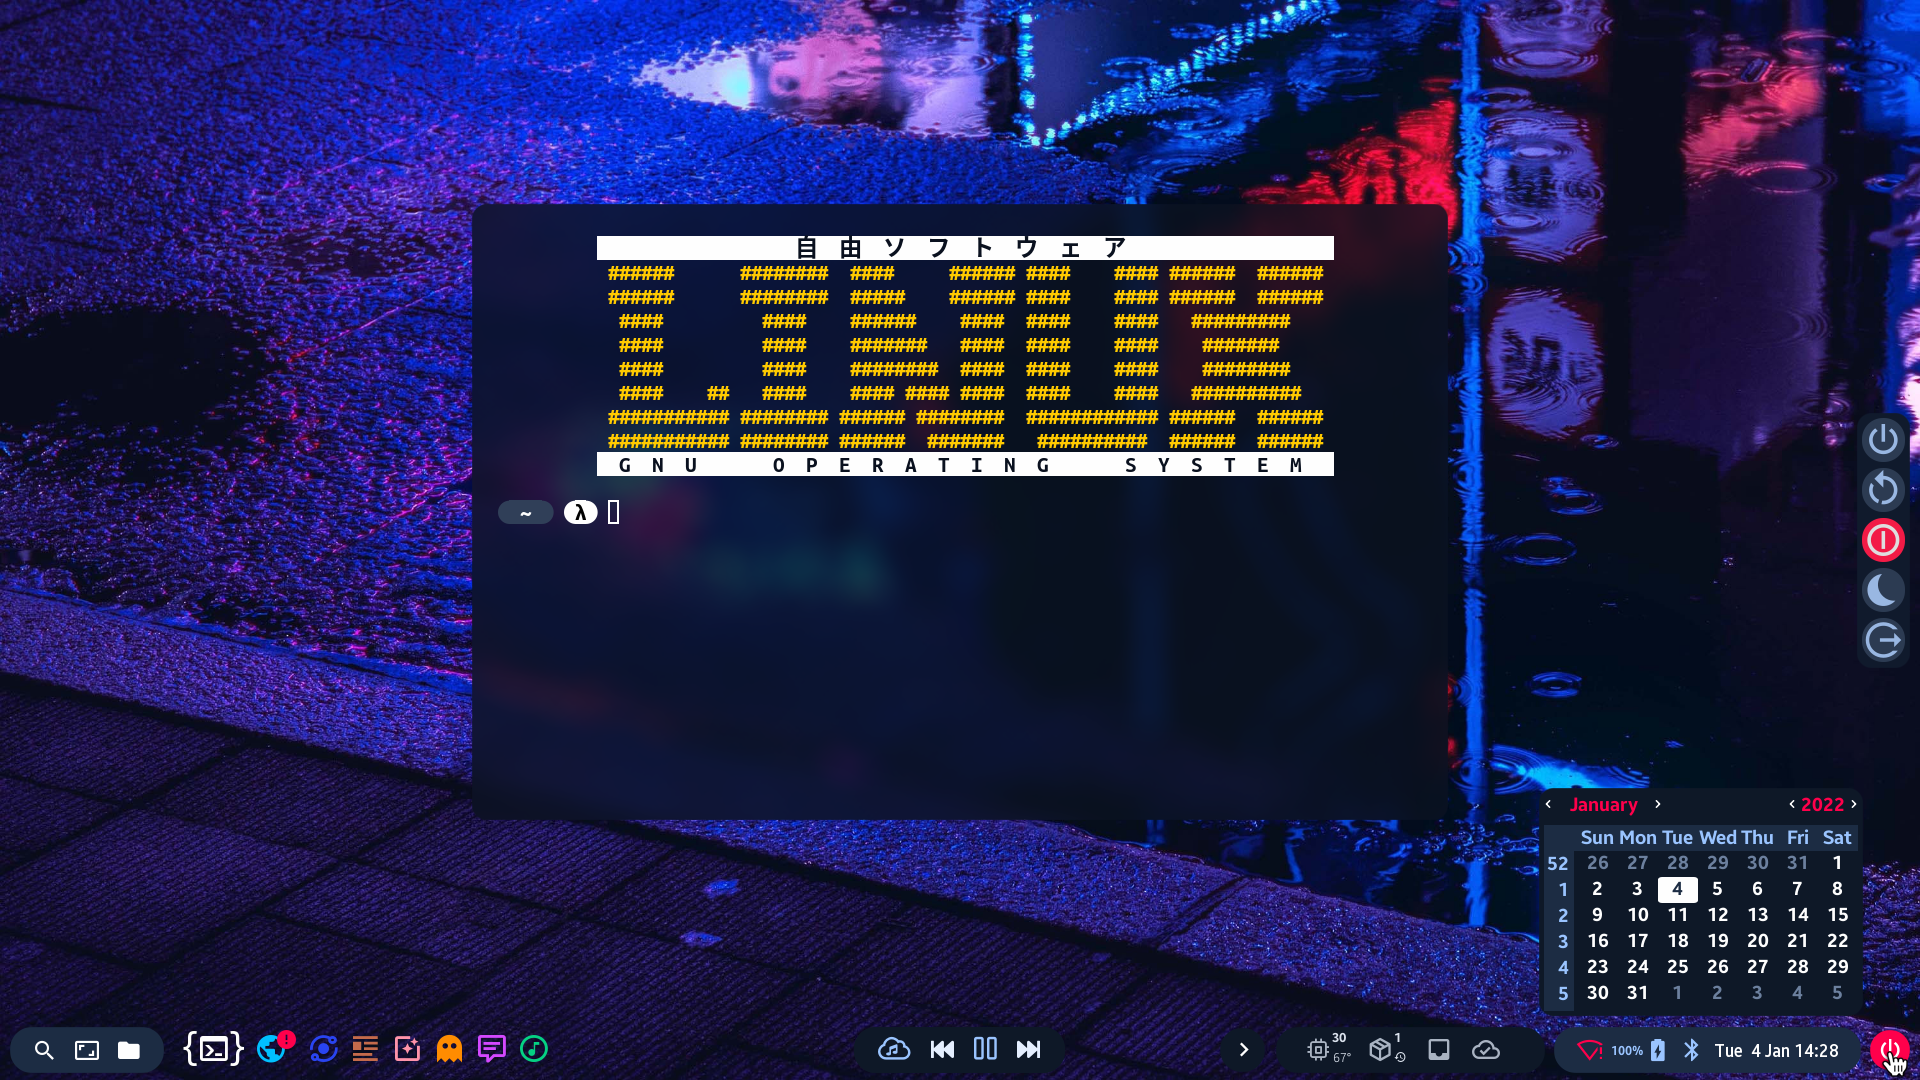 自由ソフトウェア
###### ######## #### ###### #### #### ###### ######
###### ######## ##### ###### #### #### ###### ######
#### #### ###### #### #### #### #########
#### #### ####### #### #### #### #######
#### #### ######## #### #### #### ########
#### ## #### #### #### #### #### #### ##########
########### ######## ###### ######## ############ ###### ######
########### ######## ###### ####### ########## ###### ######
GNU OPERATING SYSTEM
~ λ
‹ January › ‹ 2022 ›
Sun Mon Tue Wed Thu Fri Sat
52 26 27 28 29 30 31 1
1 2 3 4 5 6 7 8
2 9 10 11 12 13 14 15
3 16 17 18 19 20 21 22
4 23 24 25 26 27 28 29
5 30 31 1 2 3 4 5
30 67° 1 100% Tue 4 Jan 14:28